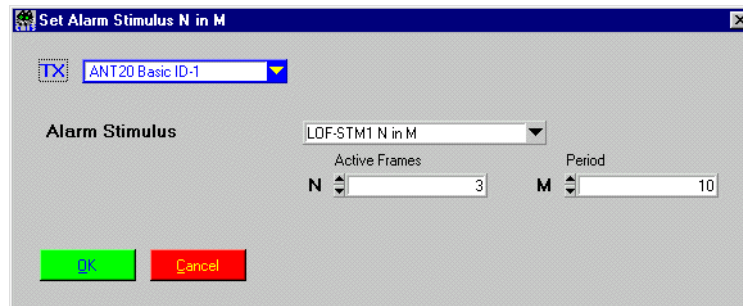 Set Alarm Stimulus N in M
TX ANT20 Basic ID-1
Alarm Stimulus LOF-STM1 N in M
Active Frames Period
N 3 M 10
OK Cancel